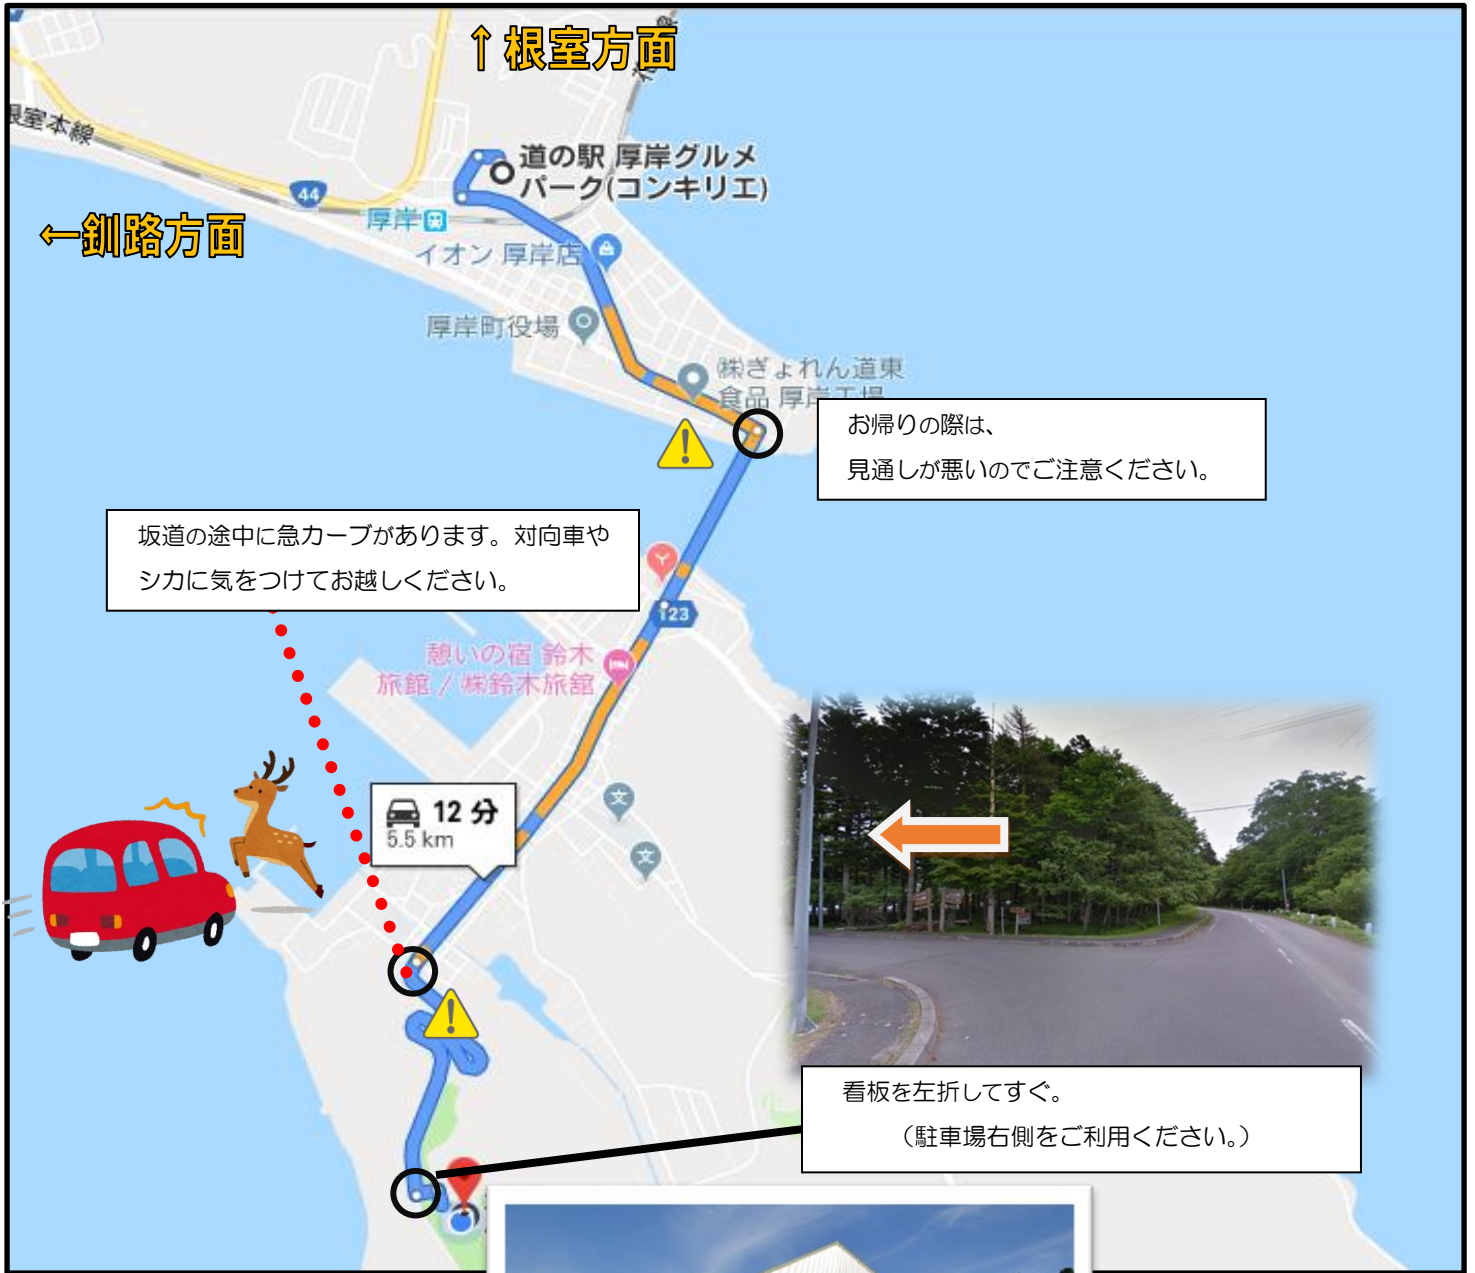 ↑根室方面
根室本線
道の駅 厚岸グルメ
パーク(コンキリエ)
44
厚岸
←釧路方面
イオン 厚岸店
厚岸町役場
㈱ぎょれん道東
食品 厚岸工場
お帰りの際は、
見通しが悪いのでご注意ください。
坂道の途中に急カーブがあります。対向車や
シカに気をつけてお越しください。
123
憩いの宿 鈴木
旅館 / ㈱鈴木旅館
文
12 分
5.5 km
文
看板を左折してすぐ。
（駐車場右側をご利用ください。）